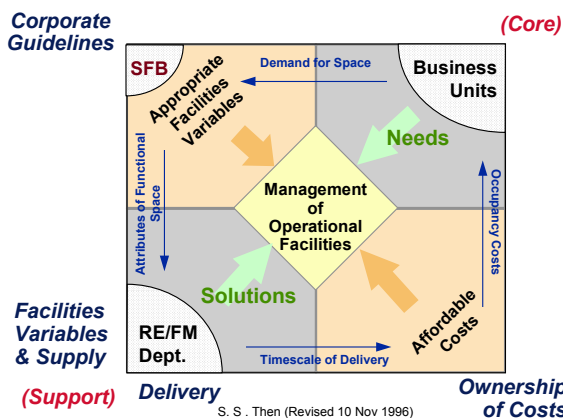 Corporate
Guidelines
(Core)
SFB
Demand for Space
Business
Units
Appropriate
Facilities
Variables
Needs
Attributes of Functional
Space
Management
of
Operational
Facilities
Occupancy Costs
Solutions
Affordable
Costs
Facilities
Variables
& Supply
RE/FM
Dept.
Timescale of Delivery
(Support)
Delivery
Ownership
of Costs
S. S . Then (Revised 10 Nov 1996)